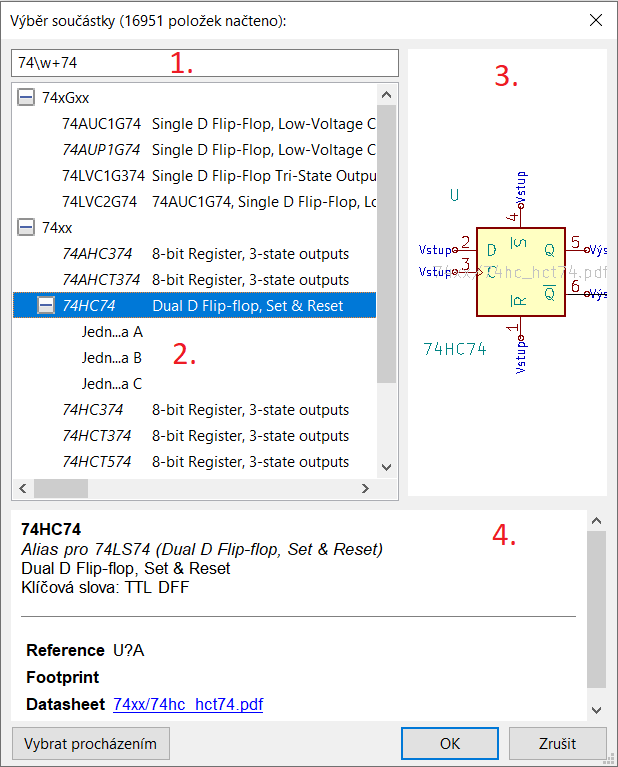 Výběr součástky (16951 položek načteno):
74\w+74
1.
74xGxx
74AUC1G74 Single D Flip-Flop, Low-Voltage C
74AUP1G74 Single D Flip-Flop, Low-Voltage C
74LVC1G374 Single D Flip-Flop Tri-State Outpu
74LVC2G74 74AUC1G74, Single D Flip-Flop, Lo
74xx
74AHC374 8-bit Register, 3-state outputs
74AHCT374 8-bit Register, 3-state outputs
74HC74 Dual D Flip-flop, Set & Reset
Jedn...a A
Jedn...a B
Jedn...a C
2.
74HC374 8-bit Register, 3-state outputs
74HCT374 8-bit Register, 3-state outputs
74HCT574 8-bit Register, 3-state outputs
3.
U
Vstup
4
S
Vstup 2 D Q 5 Výs
Vstup 3 C
74xx/74hc_hct74.pdf
Q 6 Výs
R
1
Vstup
74HC74
4.
74HC74
Alias pro 74LS74 (Dual D Flip-flop, Set & Reset)
Dual D Flip-flop, Set & Reset
Klíčová slova: TTL DFF
Reference U?A
Footprint
Datasheet 74xx/74hc_hct74.pdf
Vybrat procházením
OK
Zrušit